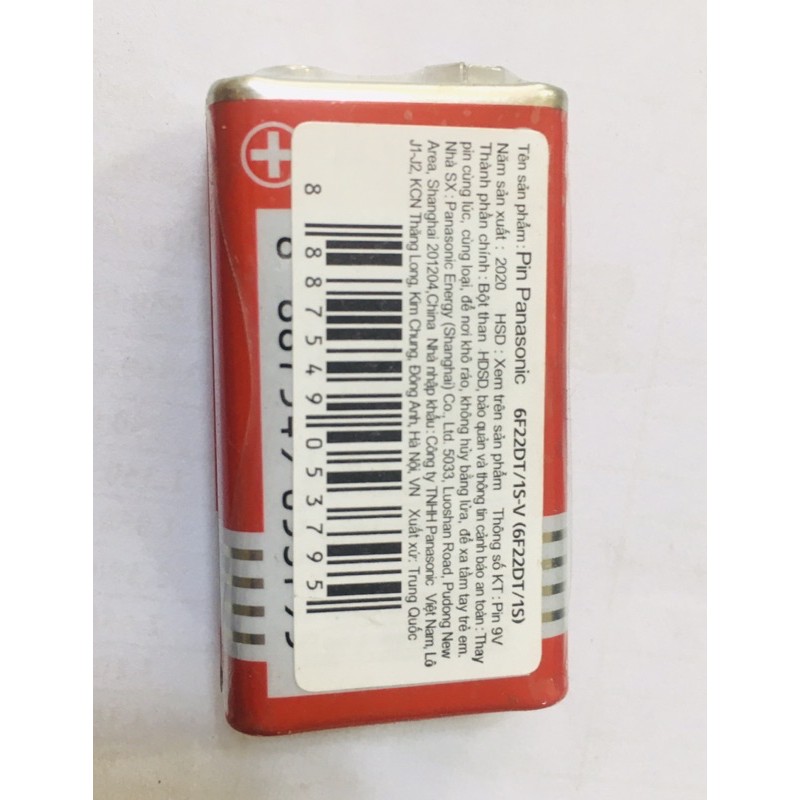 Tên sản phẩm : Pin Panasonic 6F22DT/1S-V (6F22DT/1S)
Năm sản xuất : 2020 HSD : Xem trên sản phẩm Thông số KT : Pin 9V
Thành phần chính : Bột than HDSD, bảo quản và thông tin cảnh báo an toàn : Thay
pin cùng lúc, cùng loại, để nơi khô ráo, không hủy bằng lửa, để xa tầm tay trẻ em.
Nhà SX : Panasonic Energy (Shanghai) Co., Ltd. 5033, Luoshan Road, Pudong New
Area, Shanghai 201204,China Nhà nhập khẩu : Công ty TNHH Panasonic Việt Nam, Lô
J1-J2, KCN Thăng Long, Kim Chung, Đông Anh, Hà Nội, VN Xuất xứ: Trung Quốc
8 887549 053795